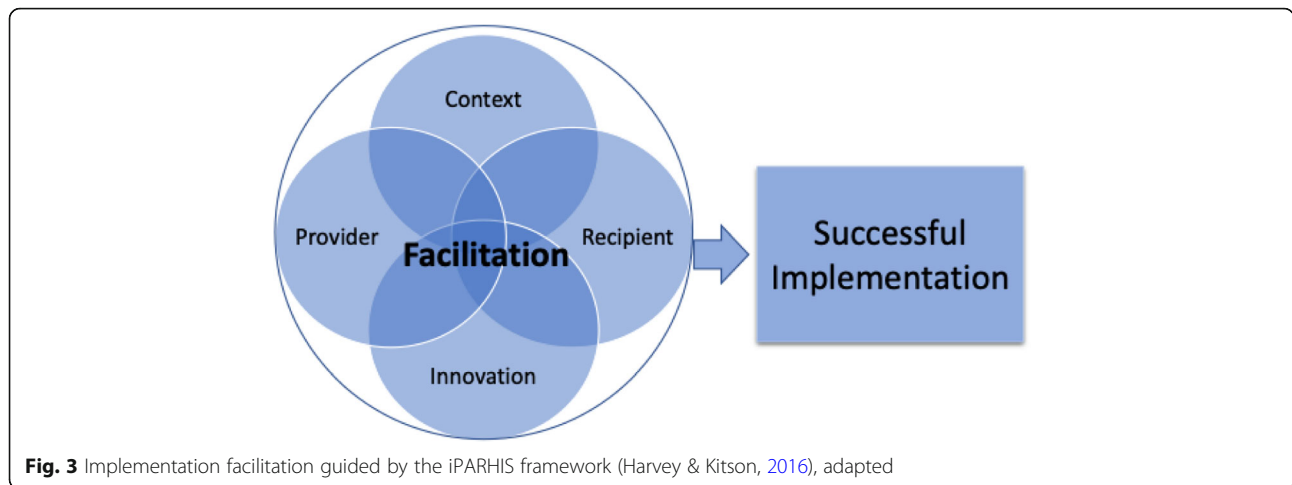 Context
Provider
Facilitation
Recipient
Innovation
Successful
Implementation
Fig. 3 Implementation facilitation guided by the iPARHIS framework (Harvey & Kitson, 2016), adapted